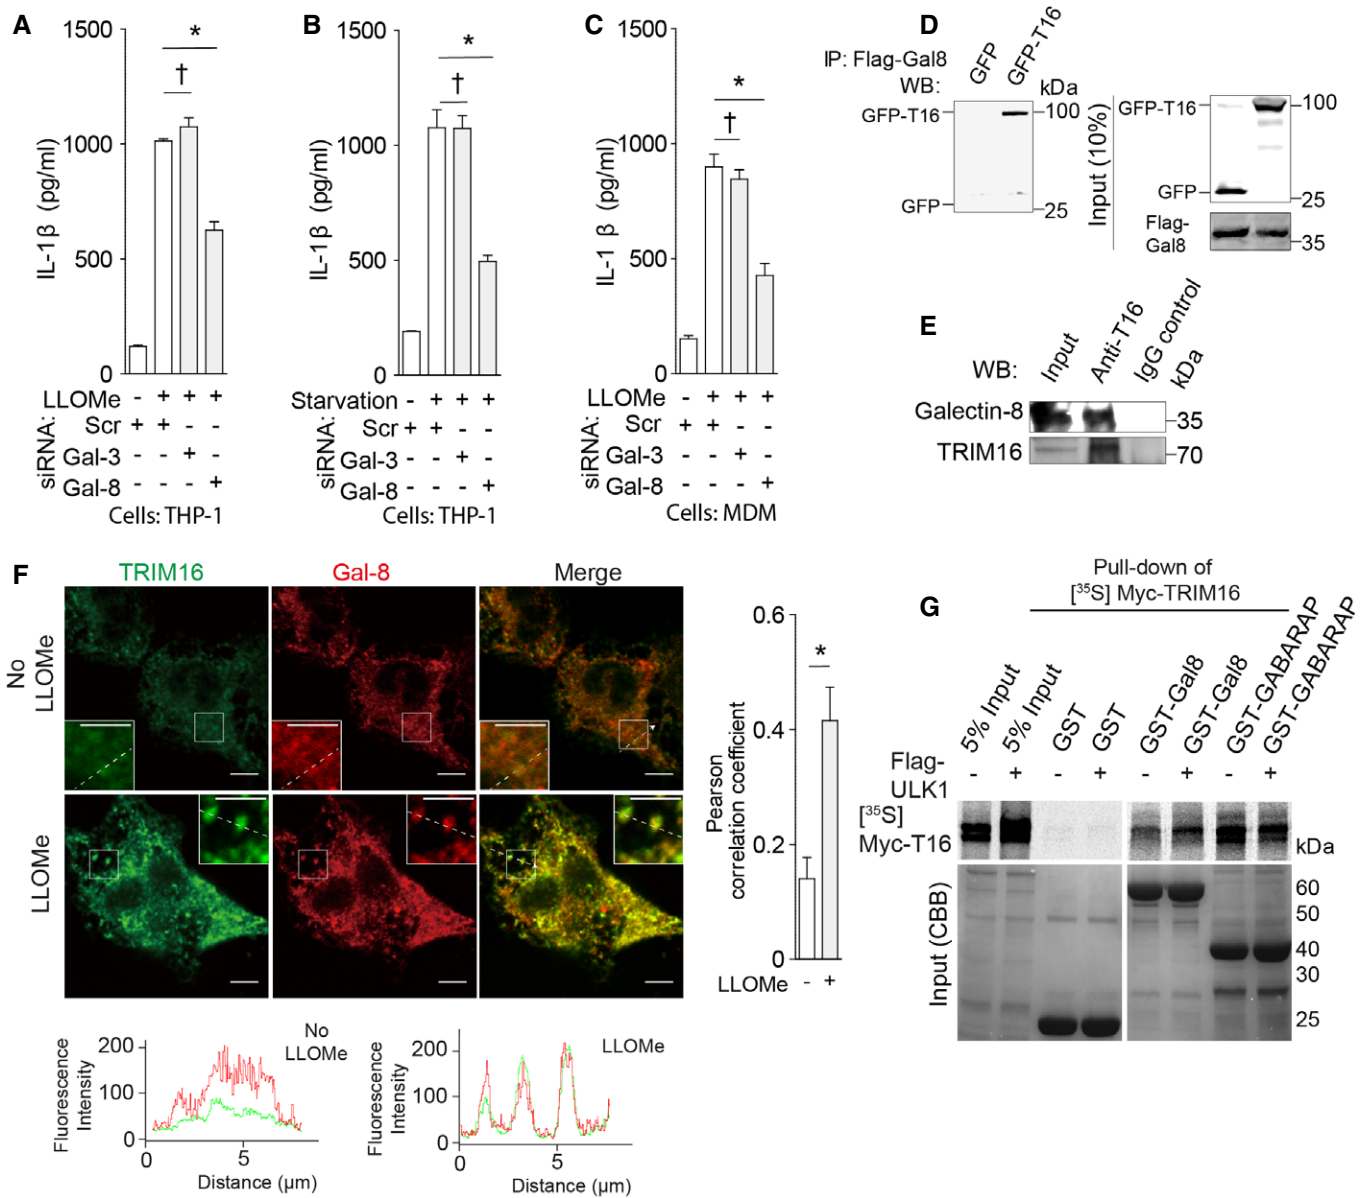 A
1500
1000
500
0
IL-1β (pg/ml)
*
†
LLOMe - + + +
siRNA:
Scr + + - -
Gal-3 - - + -
Gal-8 - - - +
Cells: THP-1
B
1500
1000
500
0
IL-1β (pg/ml)
*
†
Starvation - + + +
siRNA:
Scr + + - -
Gal-3 - - + -
Gal-8 - - - +
Cells: THP-1
C
1500
1000
500
0
IL-1 β (pg/ml)
*
†
LLOMe - + + +
siRNA:
Scr + + - -
Gal-3 - - + -
Gal-8 - - - +
Cells: MDM
D
IP: Flag-Gal8
WB:
GFP
GFP-T16
kDa
GFP-T16
100
GFP
25
Input (10%)
GFP-T16
100
GFP
25
Flag-
Gal8
35
E
WB:
Input
Anti-T16
IgG control
kDa
Galectin-8
35
TRIM16
70
F
TRIM16
Gal-8
Merge
No
LLOMe
LLOMe
0.6
0.4
0.2
0
Pearson
correlation coefficient
*
LLOMe - +
Fluorescence
Intensity
200
100
0
No
LLOMe
0
5
Distance (μm)
Fluorescence
Intensity
200
100
0
LLOMe
0
5
Distance (μm)
G
Pull-down of
[³⁵S] Myc-TRIM16
5% Input
5% Input
GST
GST
GST-Gal8
GST-Gal8
GST-GABARAP
GST-GABARAP
Flag-
ULK1
- + - + - + - +
[³⁵S]
Myc-T16
kDa
Input (CBB)
60
50
40
30
25